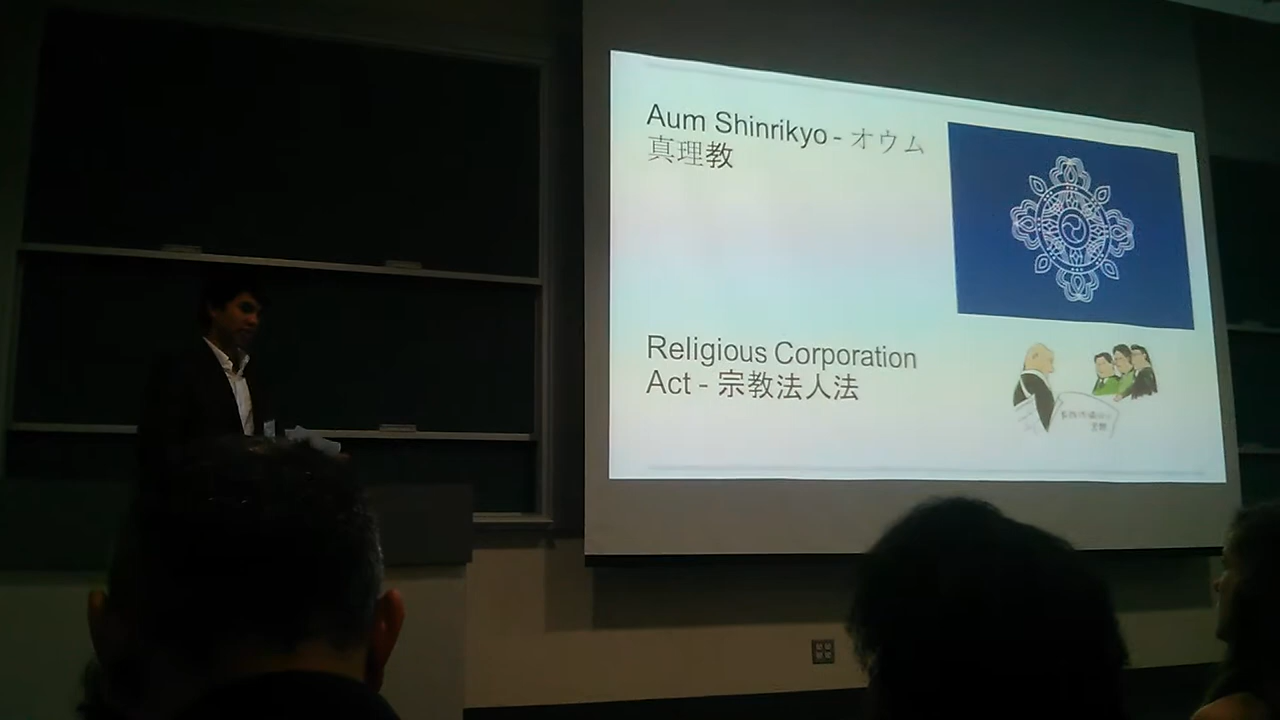 Aum Shinrikyo - オウム
真理教
Religious Corporation
Act - 宗教法人法